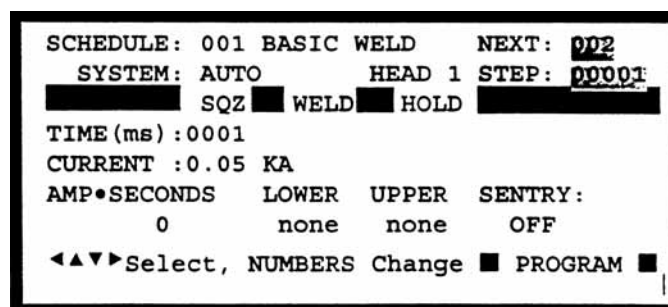 SCHEDULE: 001 BASIC WELD NEXT: 002
SYSTEM: AUTO HEAD 1 STEP: 00001
SQZ WELD HOLD
TIME(ms):0001
CURRENT :0.05 KA
AMP•SECONDS LOWER UPPER SENTRY:
0 none none OFF
◀▲▼▶Select, NUMBERS Change ■ PROGRAM ■